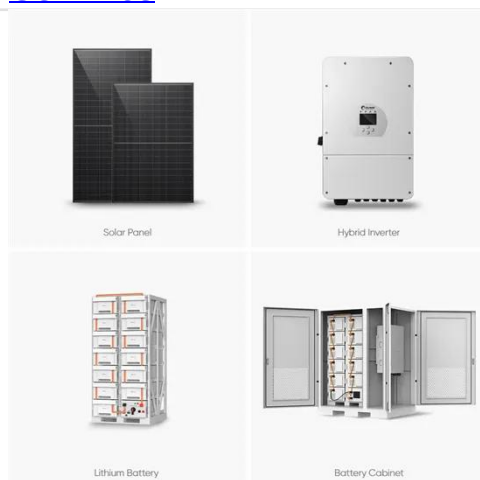 Solar Panel
Hybrid Inverter
Lithium Battery
Battery Cabinet